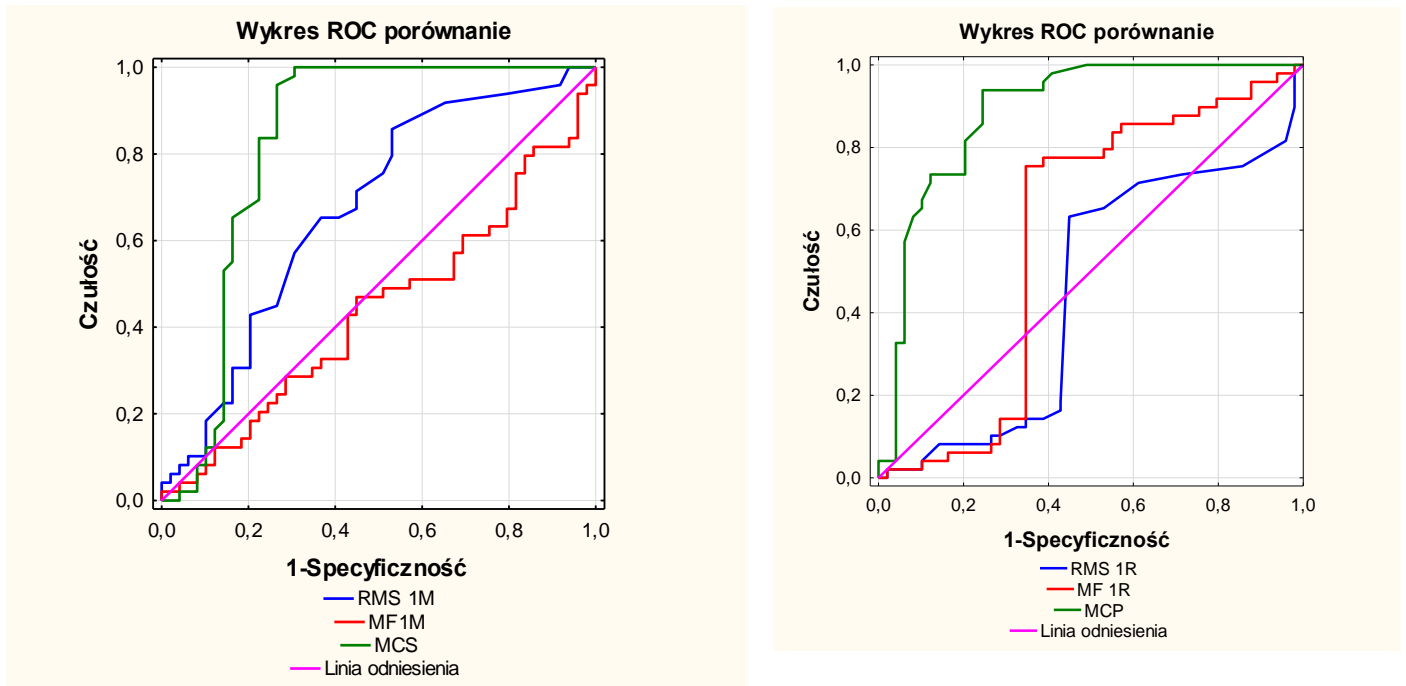 Wykres ROC porównanie
1,0
0,8
0,6
0,4
0,2
0,0
Czułość
0,0 0,2 0,4 0,6 0,8 1,0
1-Specyficzność
RMS 1M
MF1M
MCS
Linia odniesienia
Wykres ROC porównanie
1,0
0,8
0,6
0,4
0,2
0,0
Czułość
0,0 0,2 0,4 0,6 0,8 1,0
1-Specyficzność
RMS 1R
MF 1R
MCP
Linia odniesienia